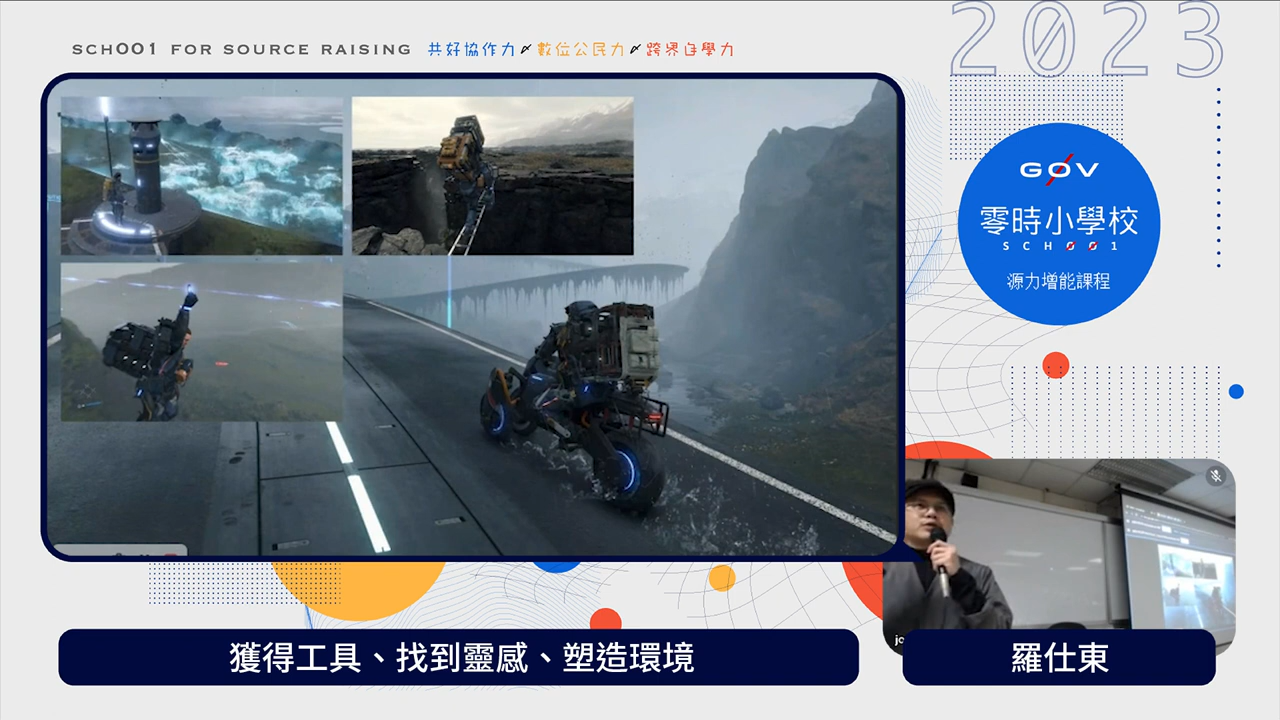 SCH001 FOR SOURCE RAISING 共好協作力 數位公民力 跨界自學力
2023
G0V
零時小學校
SCH001
源力增能課程
獲得工具、找到靈感、塑造環境
羅仕東